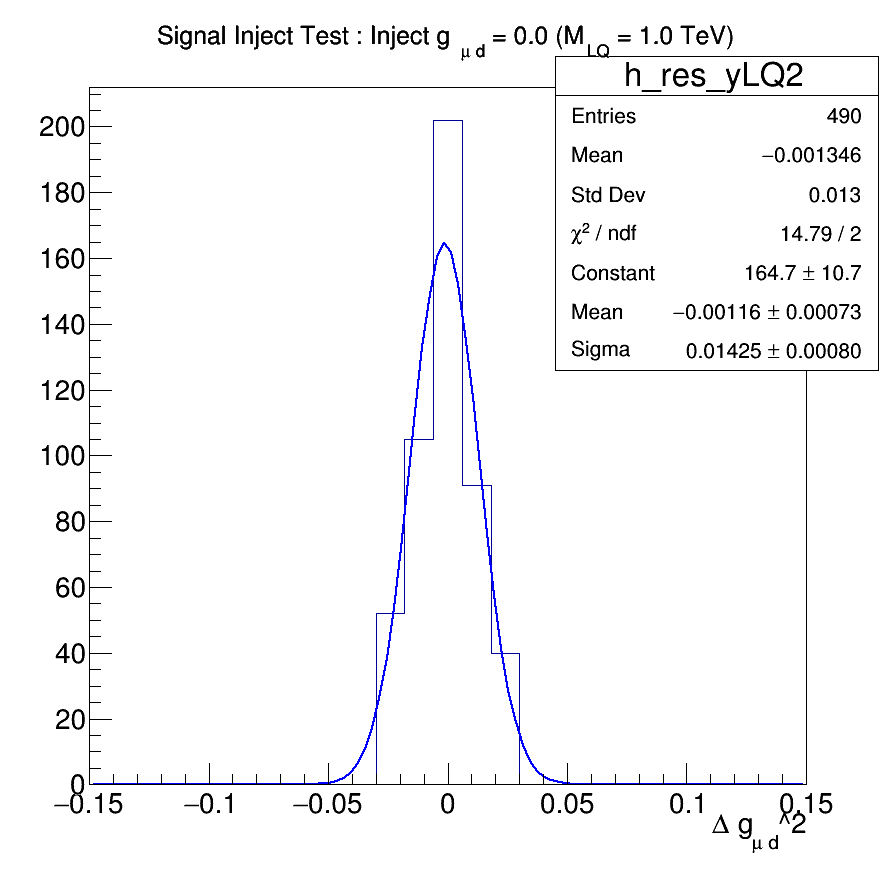 Signal Inject Test : Inject g μ d = 0.0 (M LQ = 1.0 TeV)
h_res_yLQ2
Entries 490
Mean −0.001346
Std Dev 0.013
χ² / ndf 14.79 / 2
Constant 164.7 ± 10.7
Mean −0.00116 ± 0.00073
Sigma 0.01425 ± 0.00080
200
180
160
140
120
100
80
60
40
20
0
−0.15 −0.1 −0.05 0 0.05 0.1 0.15
Δ g μ d ^2